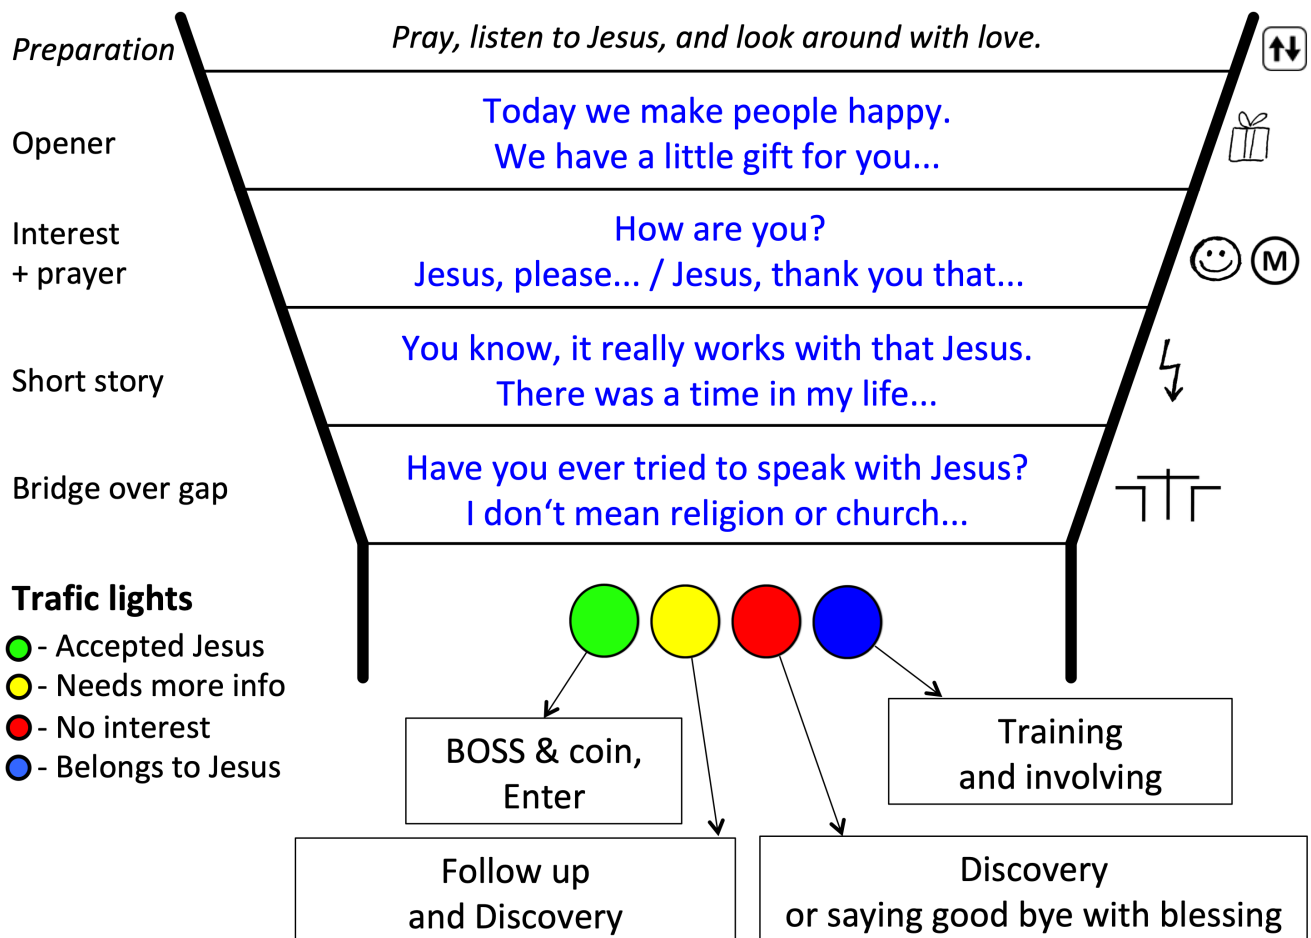 Preparation
Pray, listen to Jesus, and look around with love.
Opener
Today we make people happy.
We have a little gift for you...
Interest
+ prayer
How are you?
Jesus, please... / Jesus, thank you that...
M
Short story
You know, it really works with that Jesus.
There was a time in my life...
Bridge over gap
Have you ever tried to speak with Jesus?
I don‘t mean religion or church...
Trafic lights
- Accepted Jesus
- Needs more info
- No interest
- Belongs to Jesus
BOSS & coin,
Enter
Training
and involving
Follow up
and Discovery
Discovery
or saying good bye with blessing